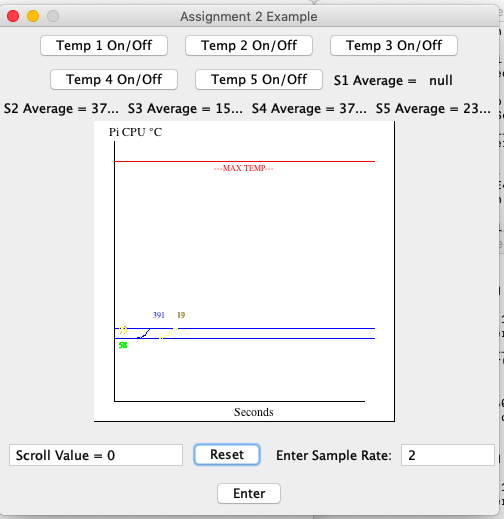 Assignment 2 Example
Temp 1 On/Off Temp 2 On/Off Temp 3 On/Off
Temp 4 On/Off Temp 5 On/Off S1 Average = null
S2 Average = 37... S3 Average = 15... S4 Average = 37... S5 Average = 23...
Pi CPU °C
---MAX TEMP---
391 19
58
Seconds
Scroll Value = 0 Reset Enter Sample Rate: 2
Enter